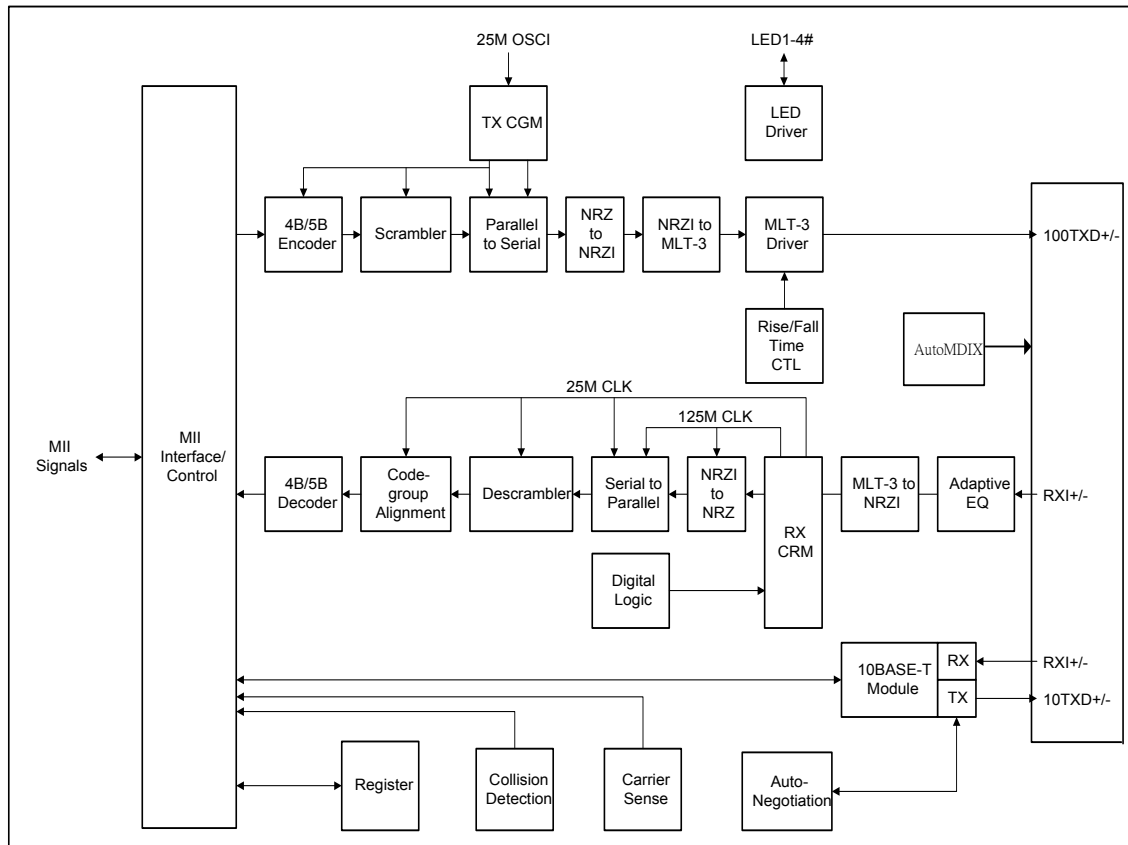 25M OSCI
LED1-4#
TX CGM
LED
Driver
4B/5B
Encoder
Scrambler
Parallel
to Serial
NRZ
to
NRZI
NRZI to
MLT-3
MLT-3
Driver
100TXD+/-
Rise/Fall
Time
CTL
AutoMDIX
25M CLK
125M CLK
MII
Signals
MII
Interface/
Control
4B/5B
Decoder
Code-
group
Alignment
Descrambler
Serial to
Parallel
NRZI
to
NRZ
RX
CRM
MLT-3 to
NRZI
Adaptive
EQ
RXI+/-
Digital
Logic
10BASE-T
Module
RX
TX
RXI+/-
10TXD+/-
Register
Collision
Detection
Carrier
Sense
Auto-
Negotiation